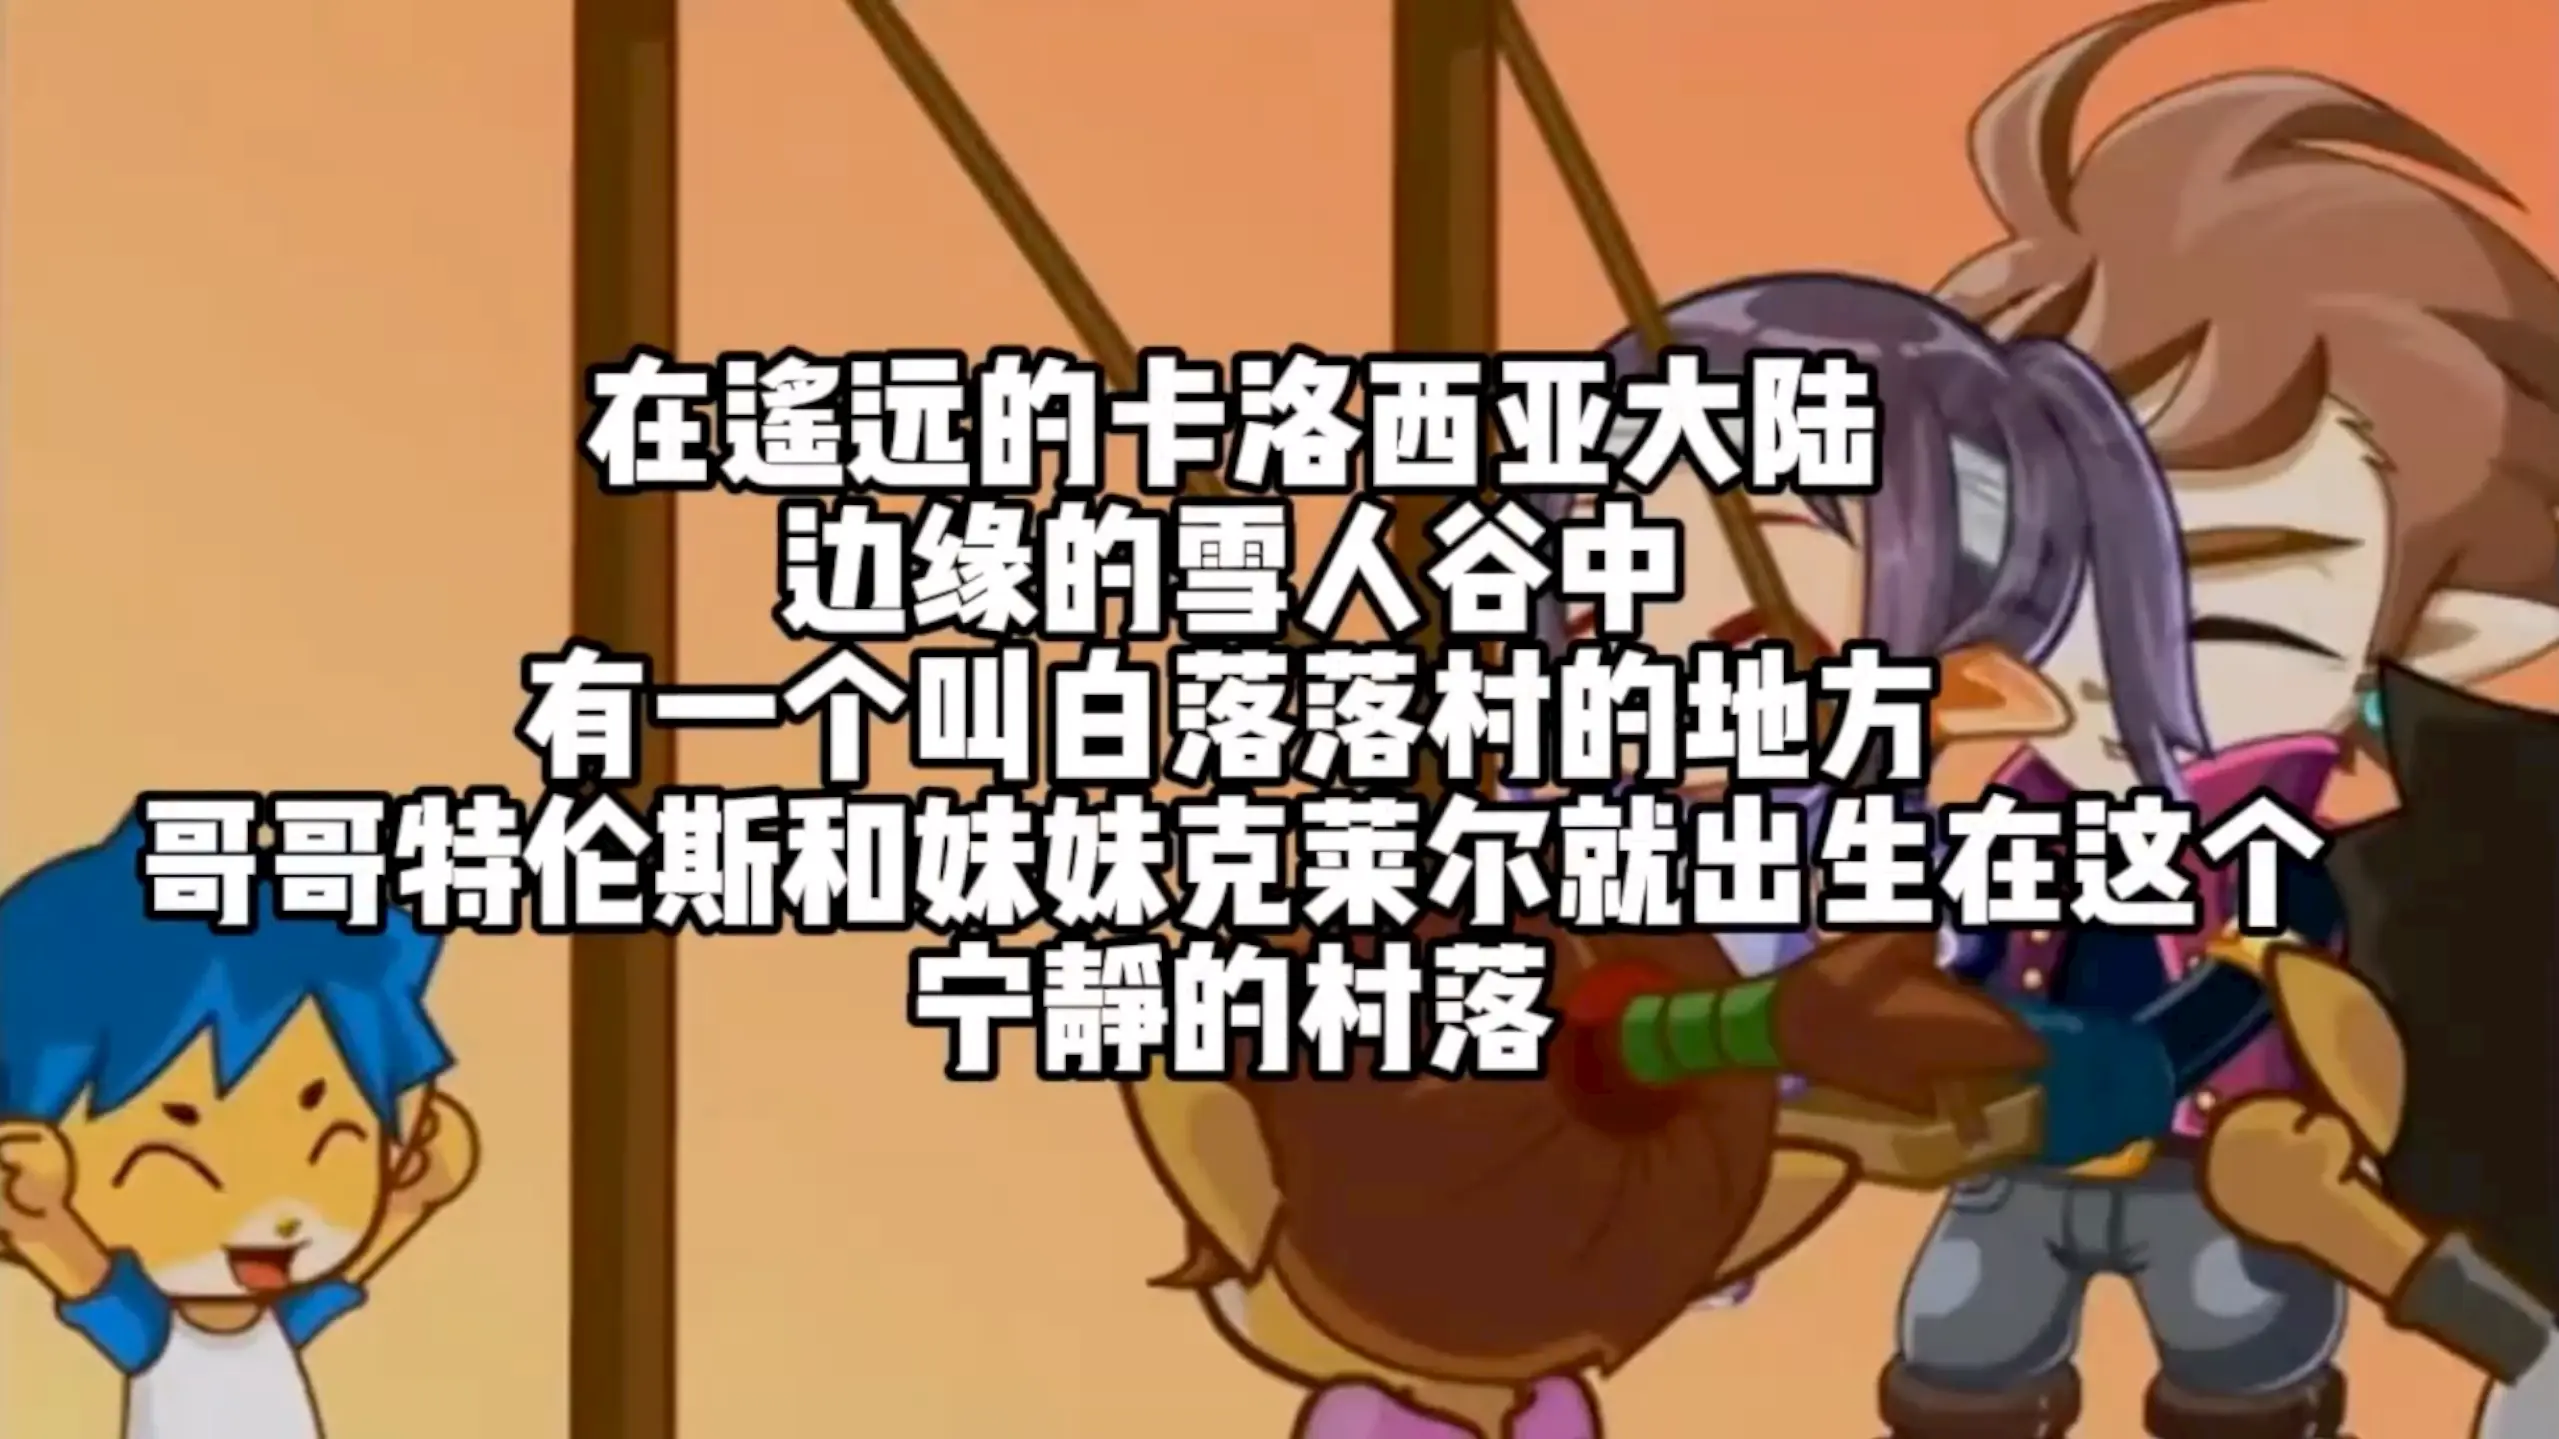 在遥远的卡洛西亚大陆
边缘的雪人谷中
有一个叫白落落村的地方
哥哥特伦斯和妹妹克莱尔就出生在这个
宁静的村落